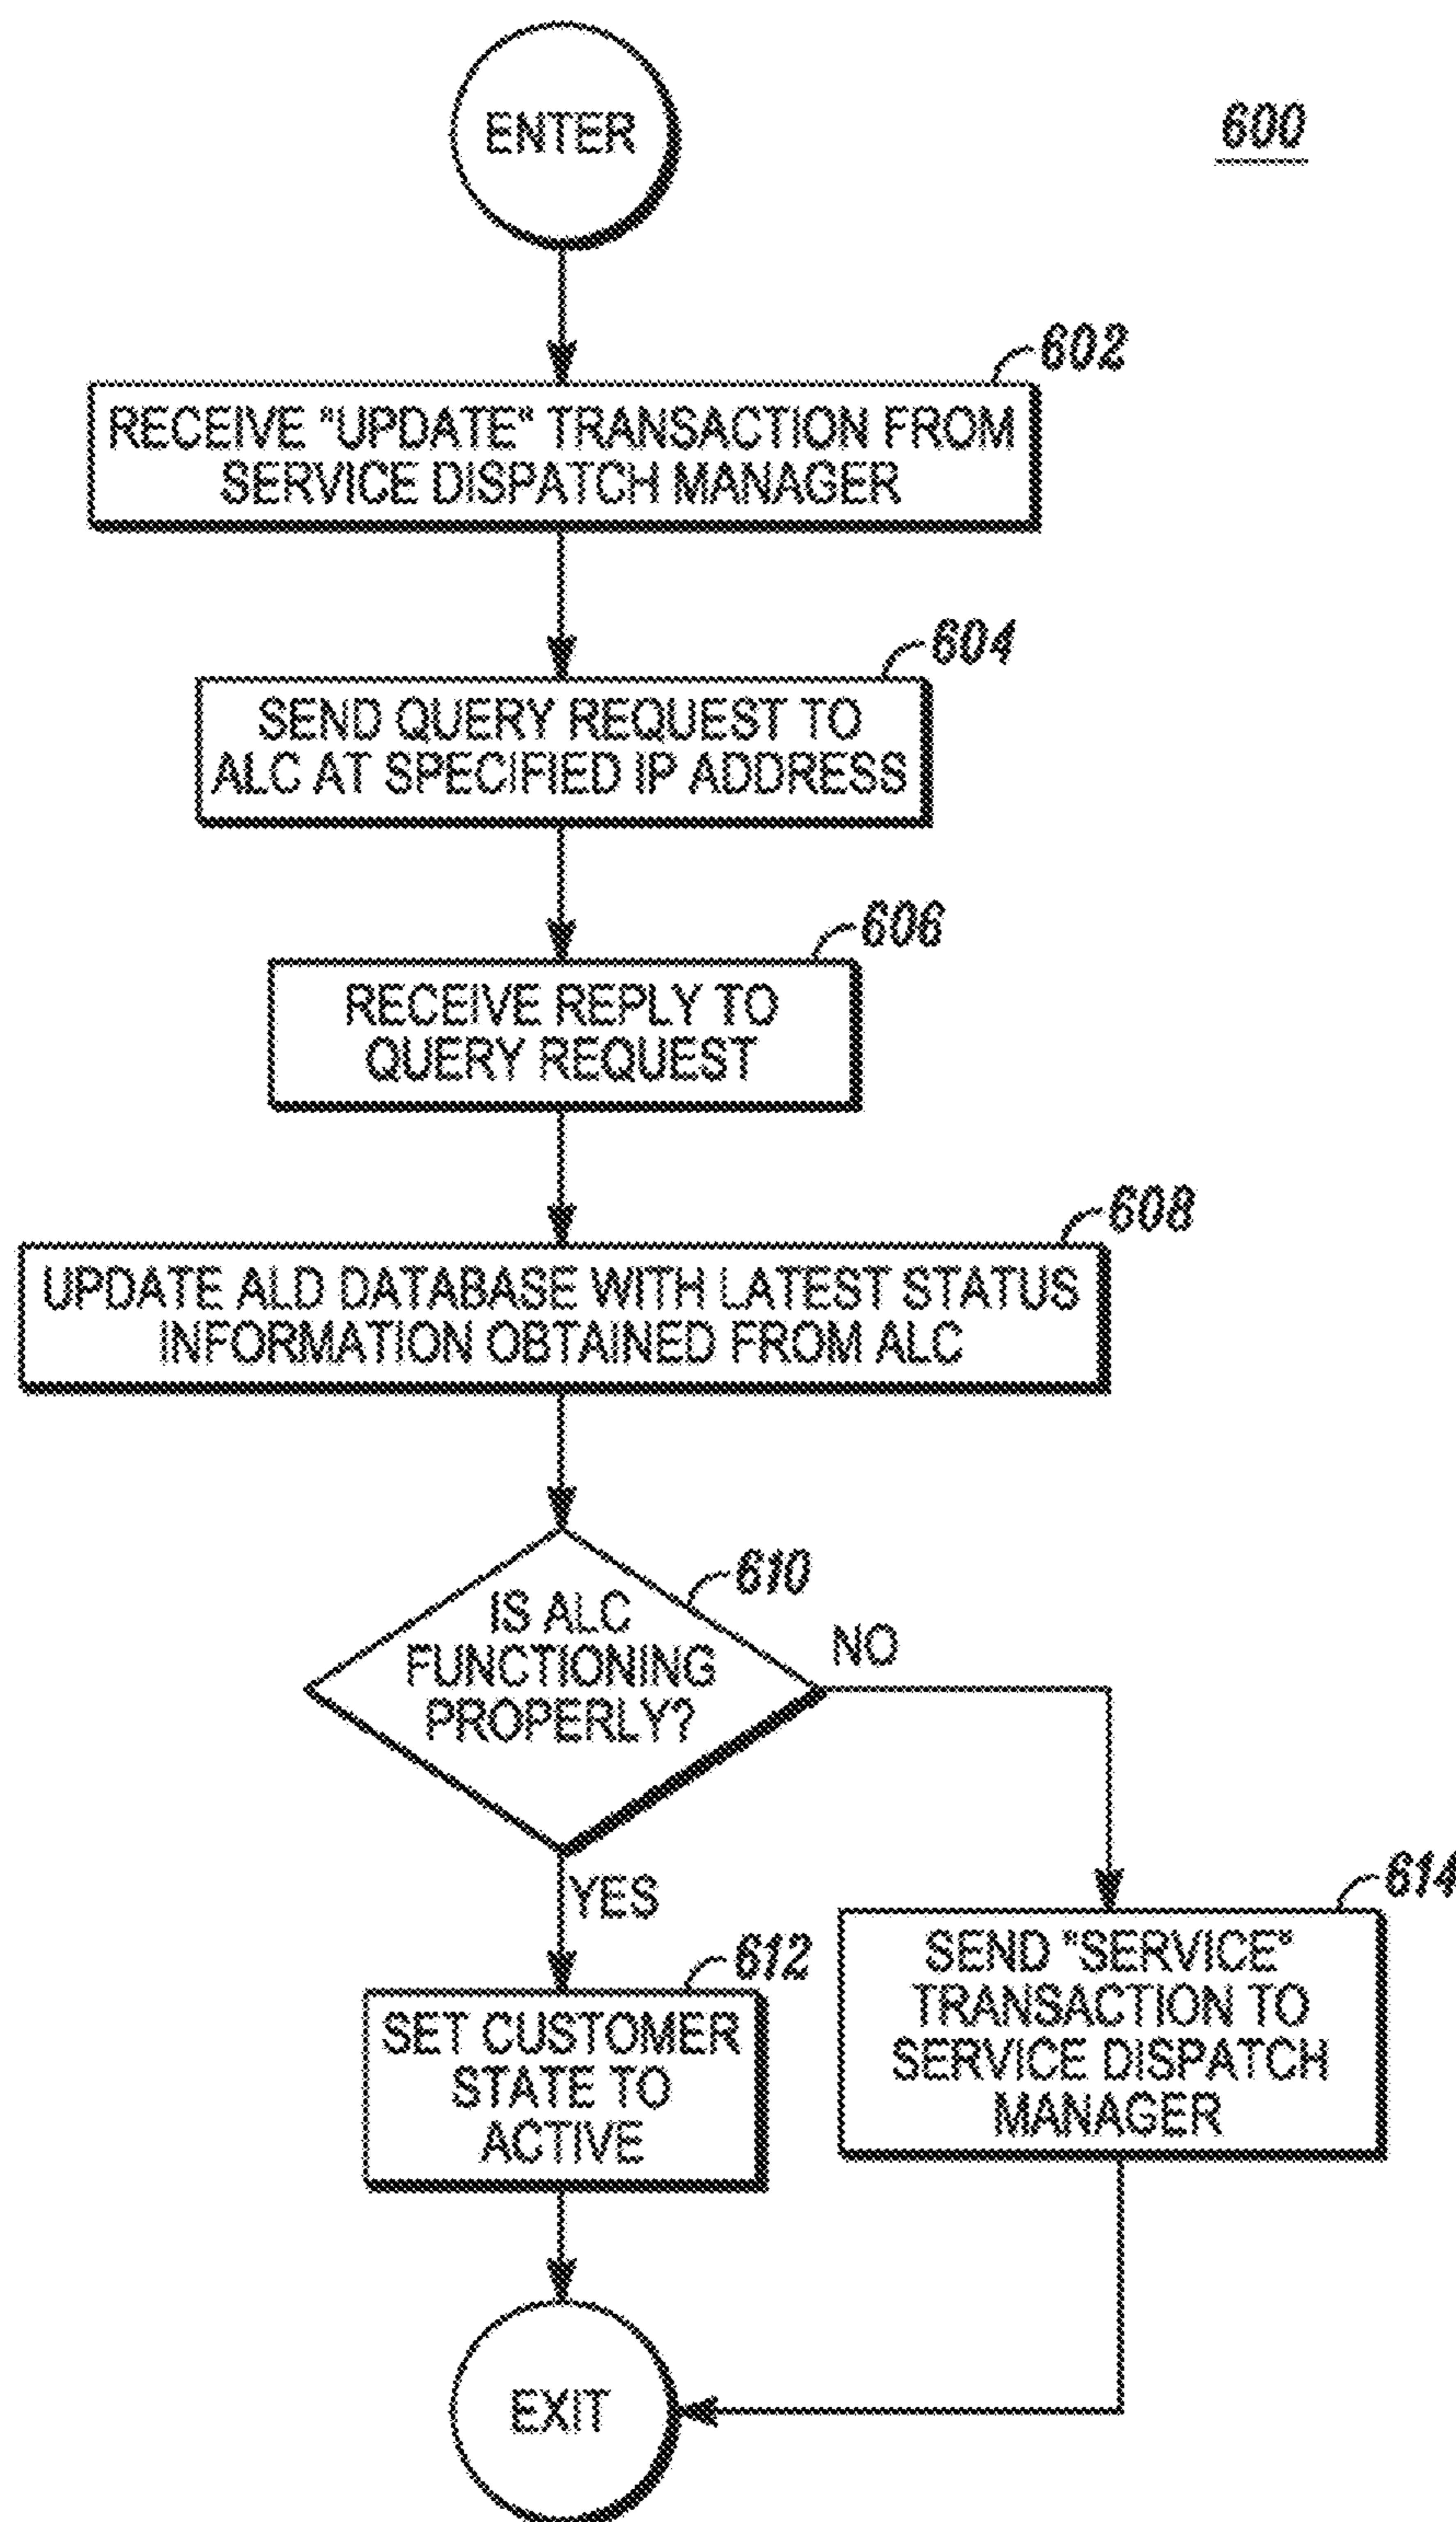 ENTER
600
602
RECEIVE "UPDATE" TRANSACTION FROM
SERVICE DISPATCH MANAGER
604
SEND QUERY REQUEST TO
ALC AT SPECIFIED IP ADDRESS
606
RECEIVE REPLY TO
QUERY REQUEST
608
UPDATE ALD DATABASE WITH LATEST STATUS
INFORMATION OBTAINED FROM ALC
610
IS ALC
FUNCTIONING
PROPERLY?
NO
YES
612
SET CUSTOMER
STATE TO
ACTIVE
614
SEND "SERVICE"
TRANSACTION TO
SERVICE DISPATCH
MANAGER
EXIT